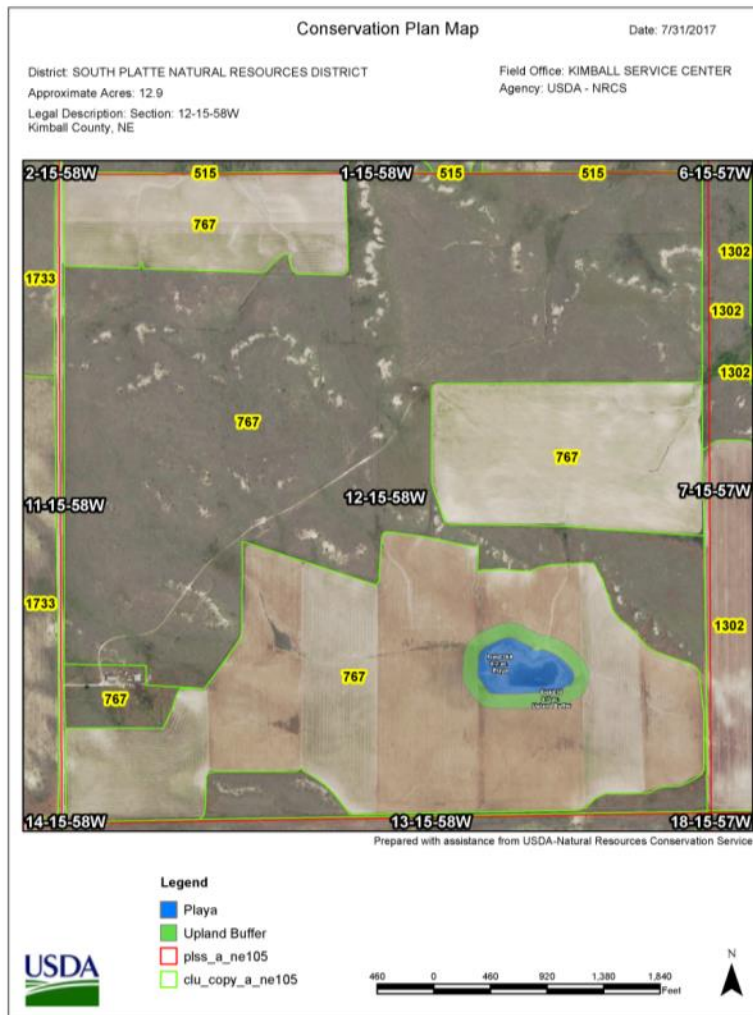 Conservation Plan Map
Date: 7/31/2017
District: SOUTH PLATTE NATURAL RESOURCES DISTRICT
Field Office: KIMBALL SERVICE CENTER
Approximate Acres: 12.9
Agency: USDA - NRCS
Legal Description: Section: 12-15-58W
Kimball County, NE
2-15-58W
515
1-15-58W
515
515
6-15-57W
767
1733
1302
1302
1302
767
767
11-15-58W
12-15-58W
7-15-57W
1733
1302
767
767
Playa
Upland Buffer
14-15-58W
13-15-58W
18-15-57W
Prepared with assistance from USDA-Natural Resources Conservation Service
Legend
Playa
Upland Buffer
plss_a_ne105
clu_copy_a_ne105
USDA
460 0 460 920 1,380 1,840
Feet
N